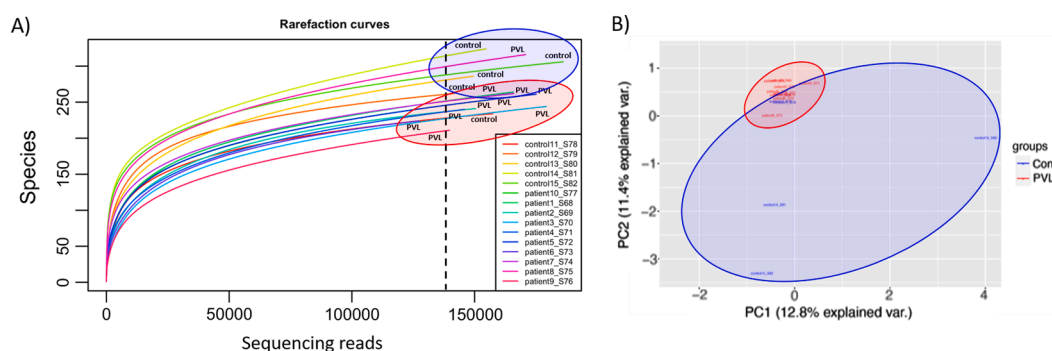 A)
Rarefaction curves
control
PVL
control
control
control
PVL
PVL
PVL
PVL
PVL
control
PVL
PVL
PVL
Species
0
50
150
250
0
50000
100000
150000
Sequencing reads
control11_S78
control12_S79
control13_S80
control14_S81
control15_S82
patient10_S77
patient1_S68
patient2_S69
patient3_S70
patient4_S71
patient5_S72
patient6_S73
patient7_S74
patient8_S75
patient9_S76
B)
1
0
−1
−2
−3
PC2 (11.4% explained var.)
−2
0
2
4
PC1 (12.8% explained var.)
groups
Con
PVL